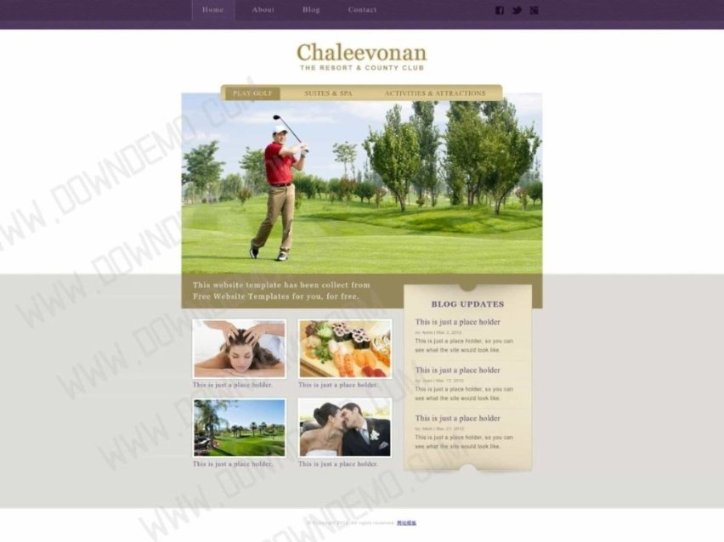 Home About Blog Contact
Chaleevonan
THE RESORT & COUNTY CLUB
PLAY GOLF SUITES & SPA ACTIVITIES & ATTRACTIONS
This website template has been collect from
Free Website Templates for you, for free.
This is just a place holder.
This is just a place holder.
This is just a place holder.
This is just a place holder.
BLOG UPDATES
This is just a place holder
This is just a place holder, so you can
see what the site would look like.
This is just a place holder
This is just a place holder, so you can
see what the site would look like.
This is just a place holder
This is just a place holder, so you can
see what the site would look like.
网站模板
WWW.DOWNDEMO.COM